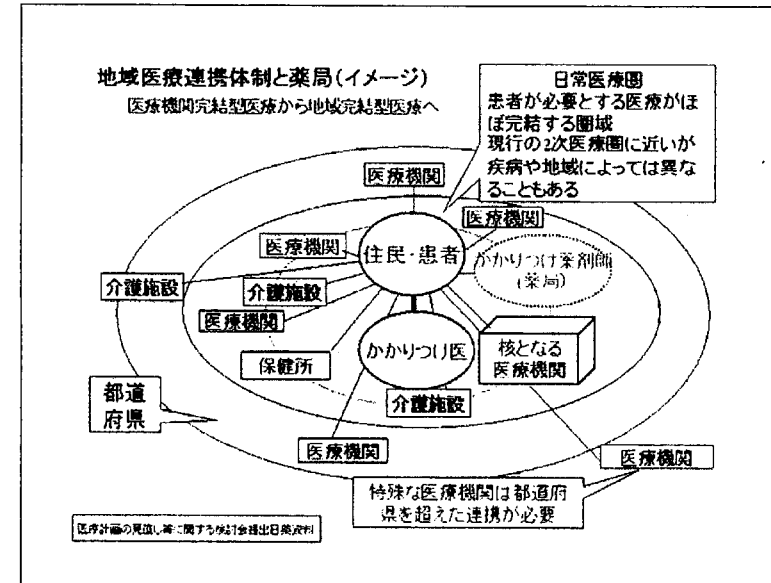 地域医療連携体制と薬局(イメージ)
医療機関完結型医療から地域完結型医療へ
日常医療圏
患者が必要とする医療がほ
ぼ完結する圏域
現行の2次医療圏に近いが
疾病や地域によっては異な
ることもある
医療機関
医療機関
医療機関
住民・患者
かかりつけ薬剤師
(薬局)
介護施設
介護施設
医療機関
かかりつけ医
核となる
医療機関
保健所
介護施設
都道
府県
医療機関
医療機関
特殊な医療機関は都道府
県を超えた連携が必要
医療計画の見直し等に関する検討会提出日薬資料